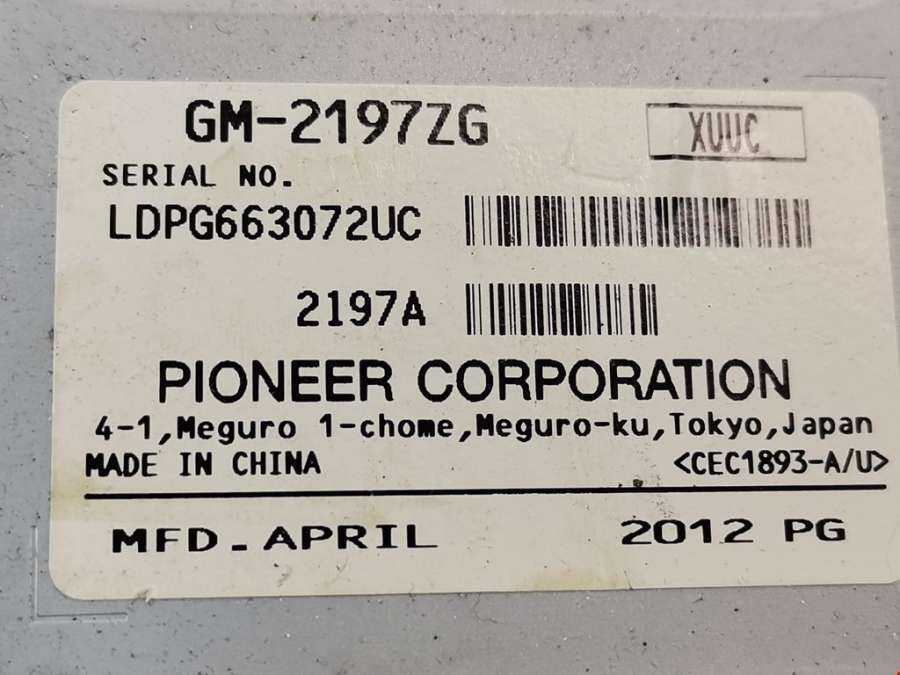 GM-2197ZG
XUUC
SERIAL NO.
LDPG663072UC
2197A
PIONEER CORPORATION
4-1,Meguro 1-chome,Meguro-ku,Tokyo,Japan
MADE IN CHINA <CEC1893-A/U>
MFD.APRIL 2012 PG